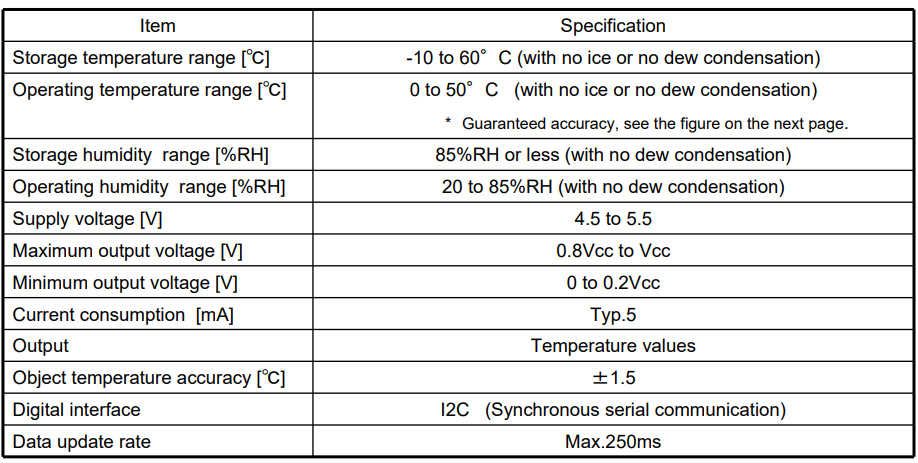 Item Specification
Storage temperature range [℃] -10 to 60° C (with no ice or no dew condensation)
Operating temperature range [℃] 0 to 50° C (with no ice or no dew condensation)
* Guaranteed accuracy, see the figure on the next page.
Storage humidity range [%RH] 85%RH or less (with no dew condensation)
Operating humidity range [%RH] 20 to 85%RH (with no dew condensation)
Supply voltage [V] 4.5 to 5.5
Maximum output voltage [V] 0.8Vcc to Vcc
Minimum output voltage [V] 0 to 0.2Vcc
Current consumption [mA] Typ.5
Output Temperature values
Object temperature accuracy [℃] ±1.5
Digital interface I2C (Synchronous serial communication)
Data update rate Max.250ms